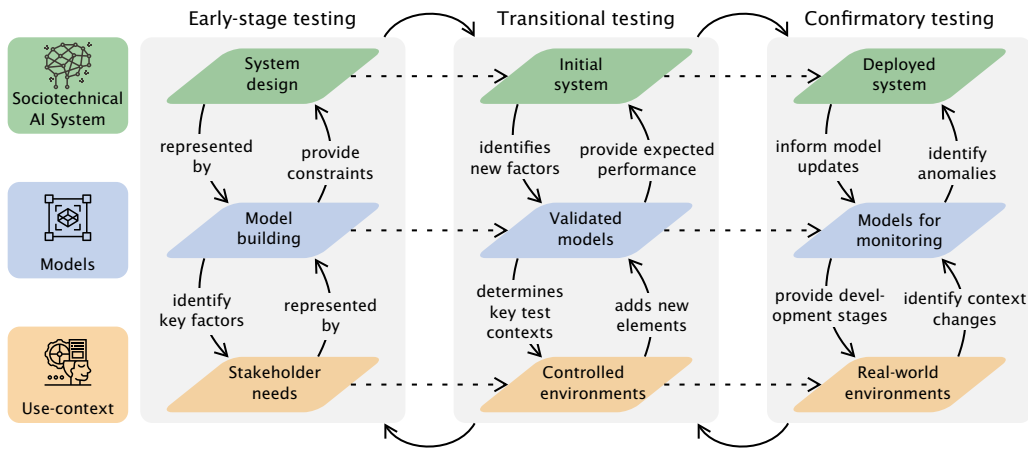 Early-stage testing
Transitional testing
Confirmatory testing
Sociotechnical
AI System
System
design
Initial
system
Deployed
system
represented
by
provide
constraints
identifies
new factors
provide expected
performance
inform model
updates
identify
anomalies
Models
Model
building
Validated
models
Models for
monitoring
identify
key factors
represented
by
determines
key test
contexts
adds new
elements
provide devel-
opment stages
identify context
changes
Use-context
Stakeholder
needs
Controlled
environments
Real-world
environments